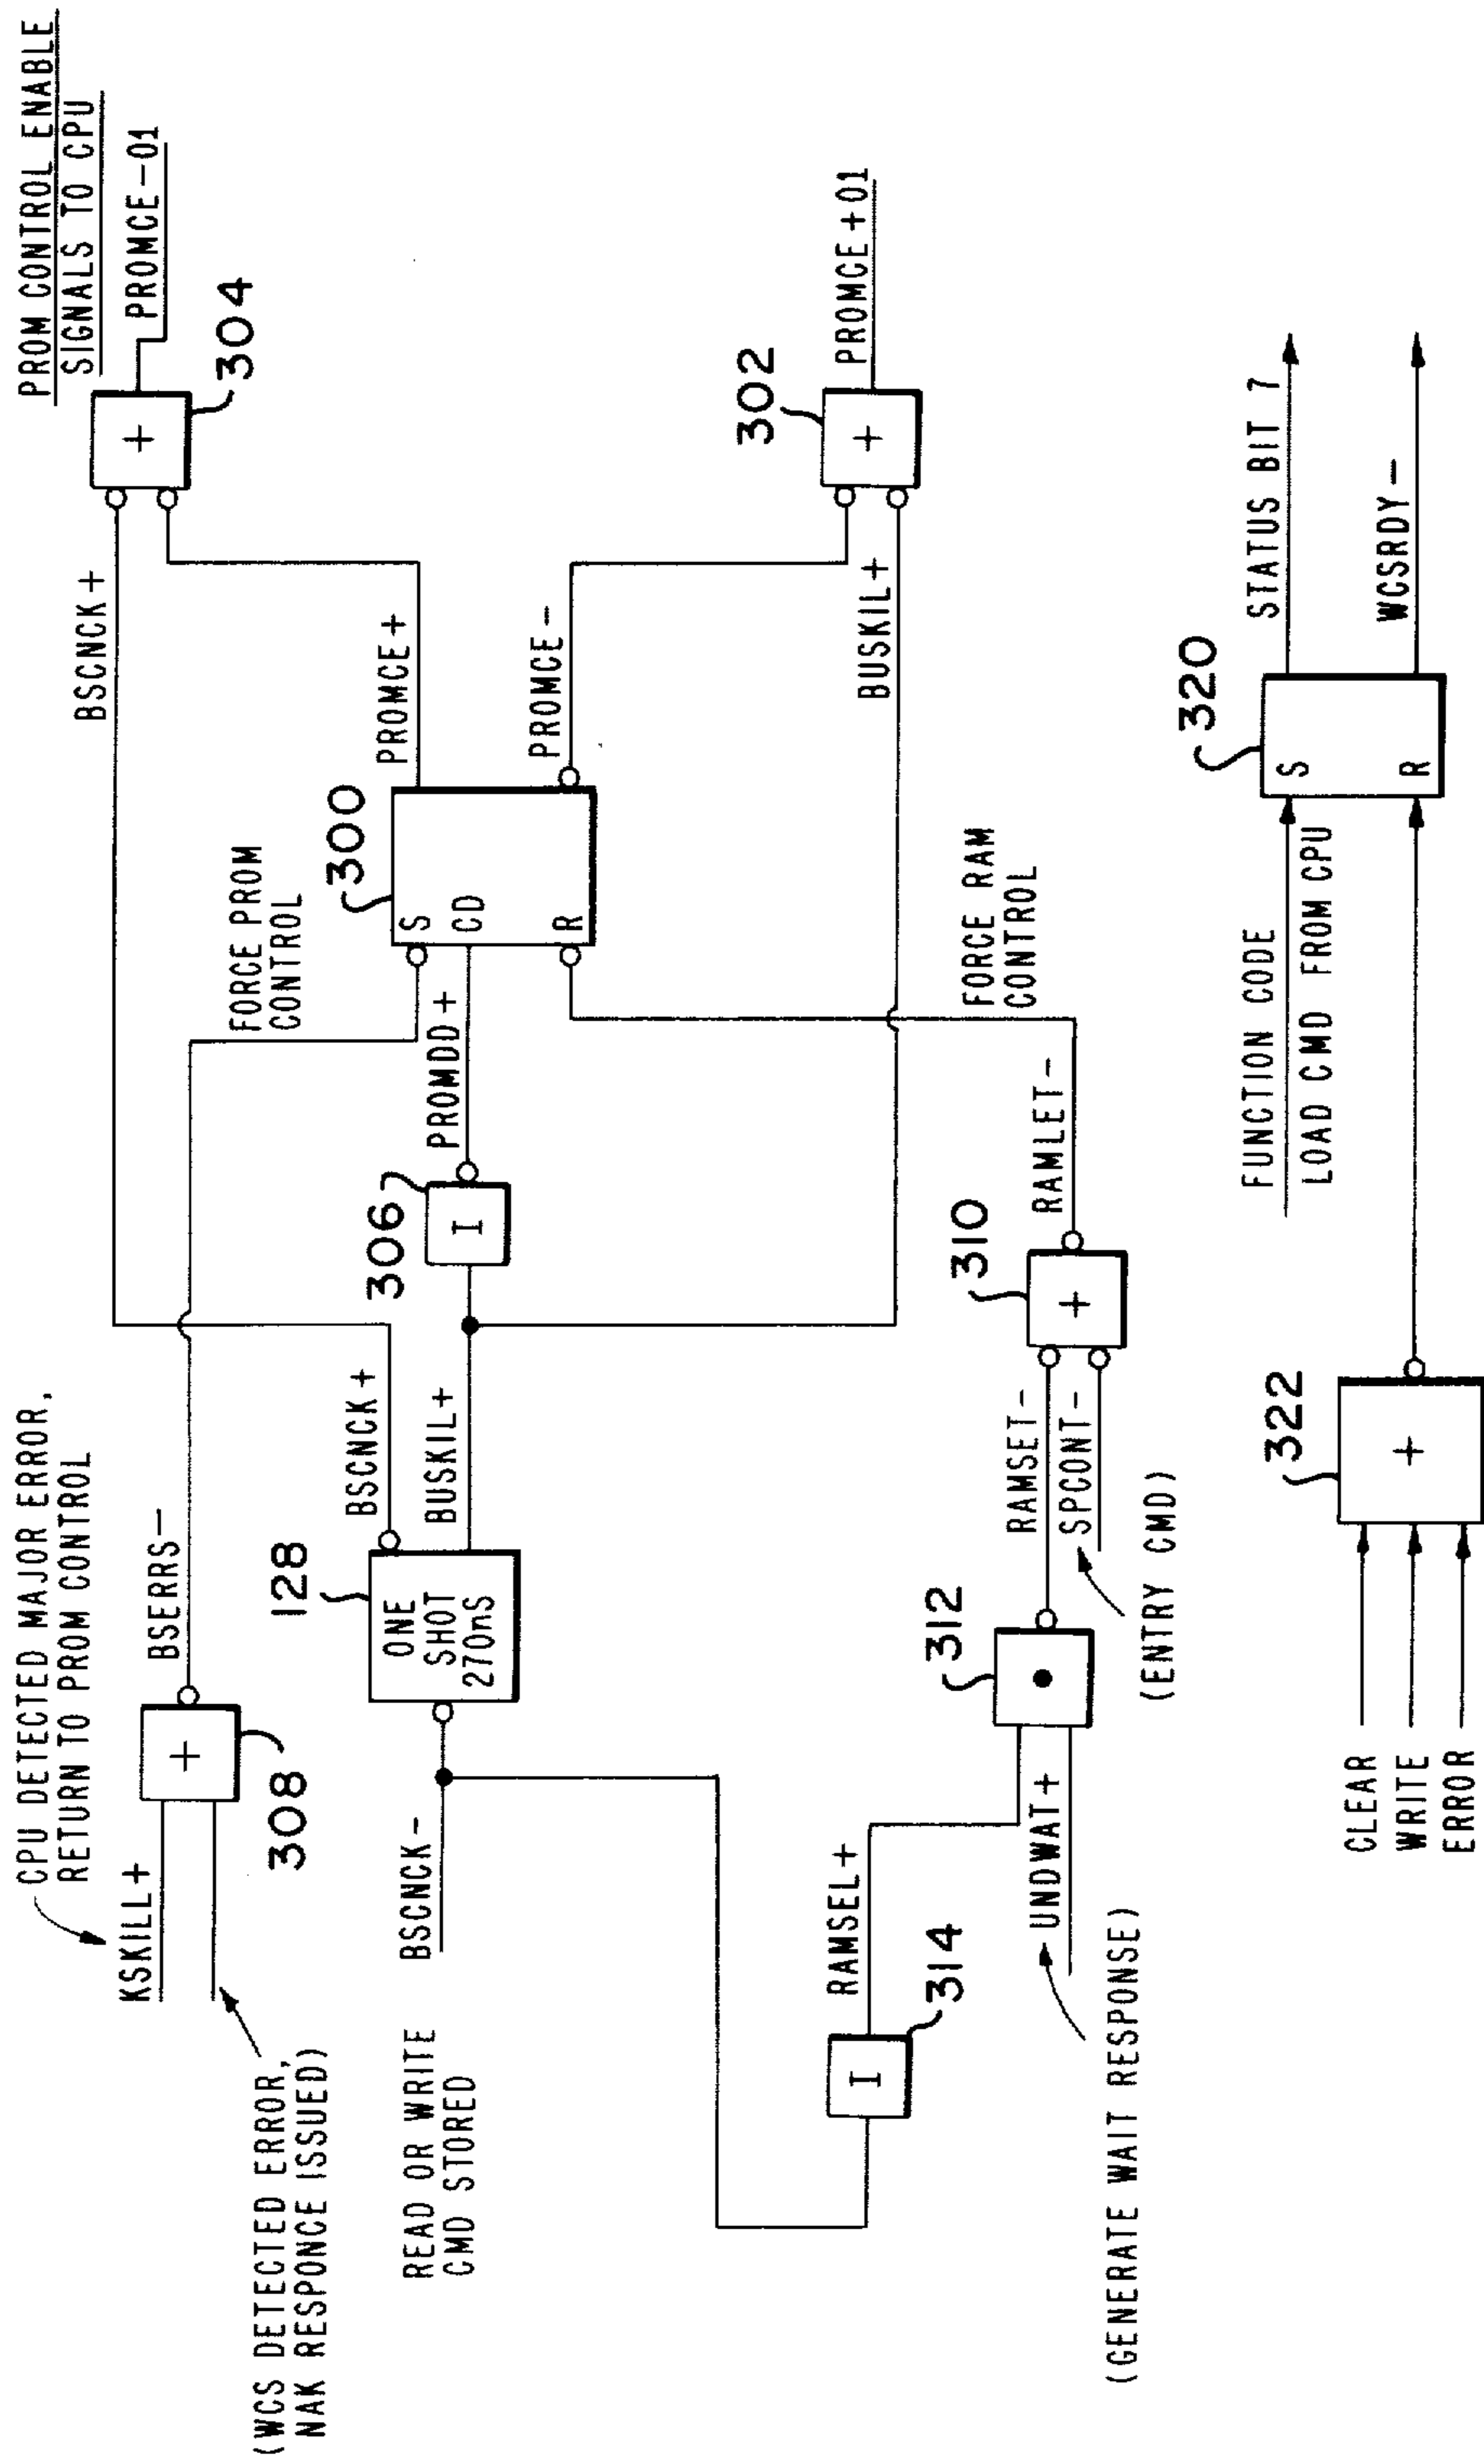 CPU DETECTED MAJOR ERROR,
RETURN TO PROM CONTROL
KSKILL+
+
308
BSERRS-
(WCS DETECTED ERROR,
NAK RESPONCE ISSUED)
READ OR WRITE
CMD STORED
BSCNCK-
128
ONE
SHOT
270nS
BSCNCK+
BUSKIL+
306
I
PROMDD+
FORCE PROM
CONTROL
300
S
CD
R
PROMCE+
PROMCE-
BSCNCK+
BUSKIL+
PROM CONTROL ENABLE
SIGNALS TO CPU
PROMCE-01
+
304
302
+
PROMCE+01
314
I
RAMSEL+
UNDWAT+
(GENERATE WAIT RESPONSE)
312
•
RAMSET-
SPCONT-
(ENTRY CMD)
310
+
RAMLET-
FORCE RAM
CONTROL
CLEAR
WRITE
ERROR
322
+
FUNCTION CODE
LOAD CMD FROM CPU
320
S
R
STATUS BIT 7
WCSRDY-